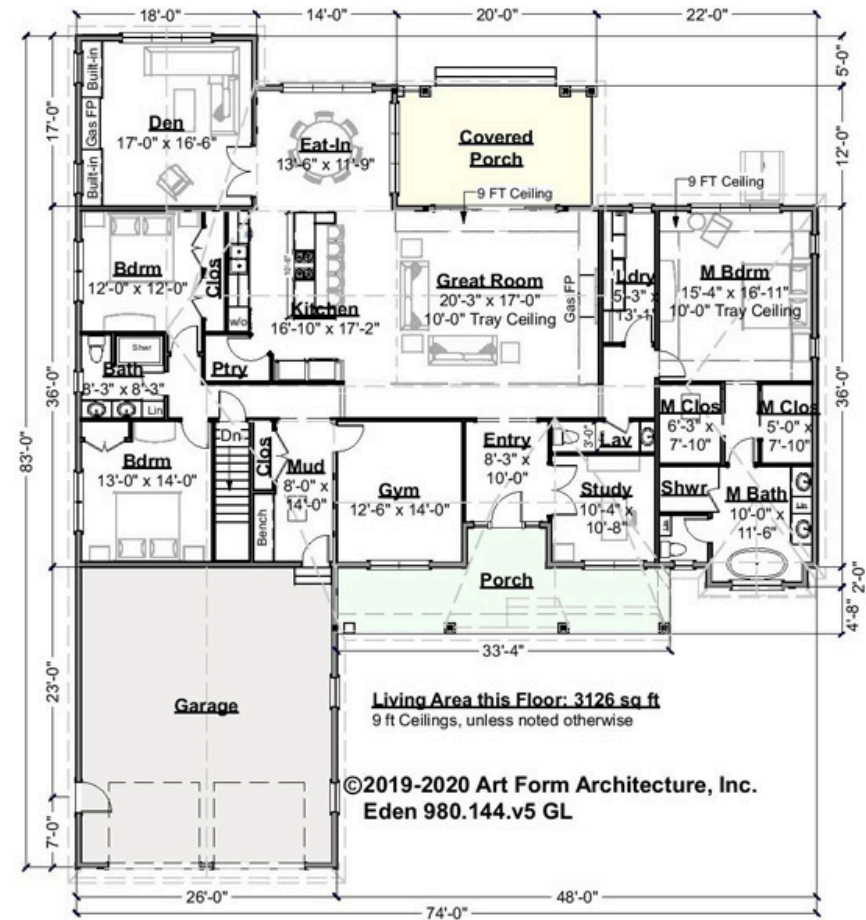 18'-0"
14'-0"
20'-0"
22'-0"
5'-0"
12'-0"
17'-0"
Built-in
Gas FP
Built-in
Den
17'-0" x 16'-6"
Eat-In
13'-6" x 11'-9"
Covered
Porch
9 FT Ceiling
9 FT Ceiling
Bdrm
12'-0" x 12'-0"
Clos
w/o
10'-6"
Kitchen
16'-10" x 17'-2"
Great Room
20'-3" x 17'-0"
10'-0" Tray Ceiling
Gas FP
Ldry
5'-3" x
13'-1"
M Bdrm
15'-4" x 16'-11"
10'-0" Tray Ceiling
Shwr
Bath
8'-3" x 8'-3"
Lin
Ptry
36'-0"
36'-0"
83'-0"
M Clos
6'-3" x
7'-10"
M Clos
5'-0" x
7'-10"
Dn
Clos
Bdrm
13'-0" x 14'-0"
Mud
8'-0" x
14'-0"
Bench
Gym
12'-6" x 14'-0"
Entry
8'-3" x
10'-0"
3'-0"
Lav
Study
10'-4" x
10'-8"
Shwr
M Bath
10'-0" x
11'-6"
Lin
Porch
2'-0"
4'-8"
33'-4"
23'-0"
Garage
Living Area this Floor: 3126 sq ft
9 ft Ceilings, unless noted otherwise
©2019-2020 Art Form Architecture, Inc.
Eden 980.144.v5 GL
7'-0"
26'-0"
48'-0"
74'-0"